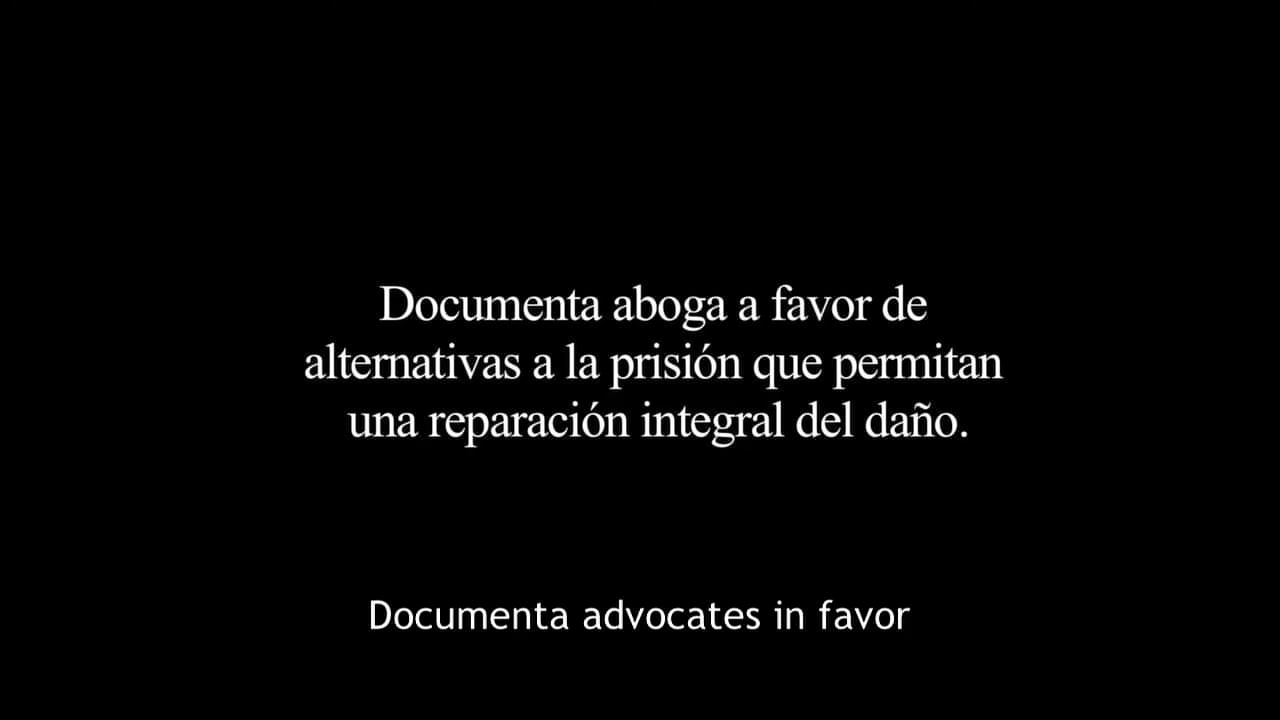 Documenta aboga a favor de
alternativas a la prisión que permitan
una reparación integral del daño.
Documenta advocates in favor